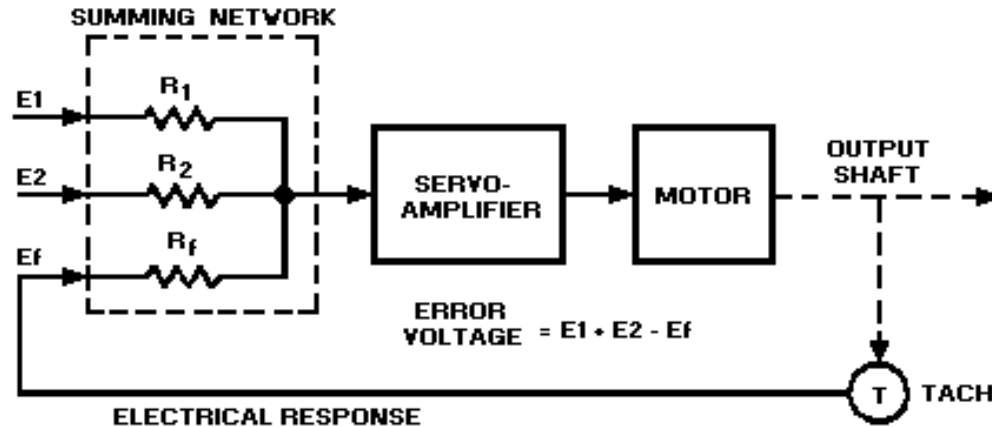 SUMMING NETWORK
E1
R1
E2
R2
Ef
Rf
SERVO-
AMPLIFIER
MOTOR
OUTPUT
SHAFT
ERROR
VOLTAGE = E1 + E2 - Ef
T
TACH
ELECTRICAL RESPONSE